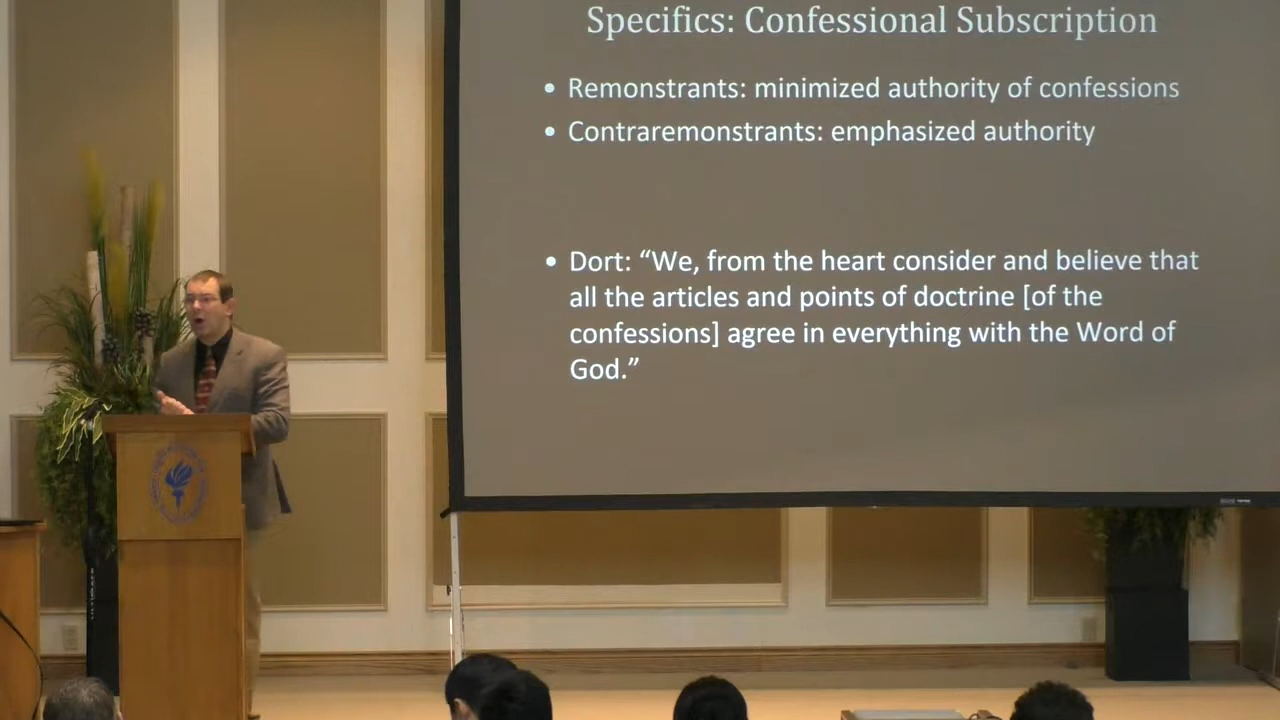 Specifics: Confessional Subscription
• Remonstrants: minimized authority of confessions
• Contraremonstrants: emphasized authority
• Dort: “We, from the heart consider and believe that
all the articles and points of doctrine [of the
confessions] agree in everything with the Word of
God.”